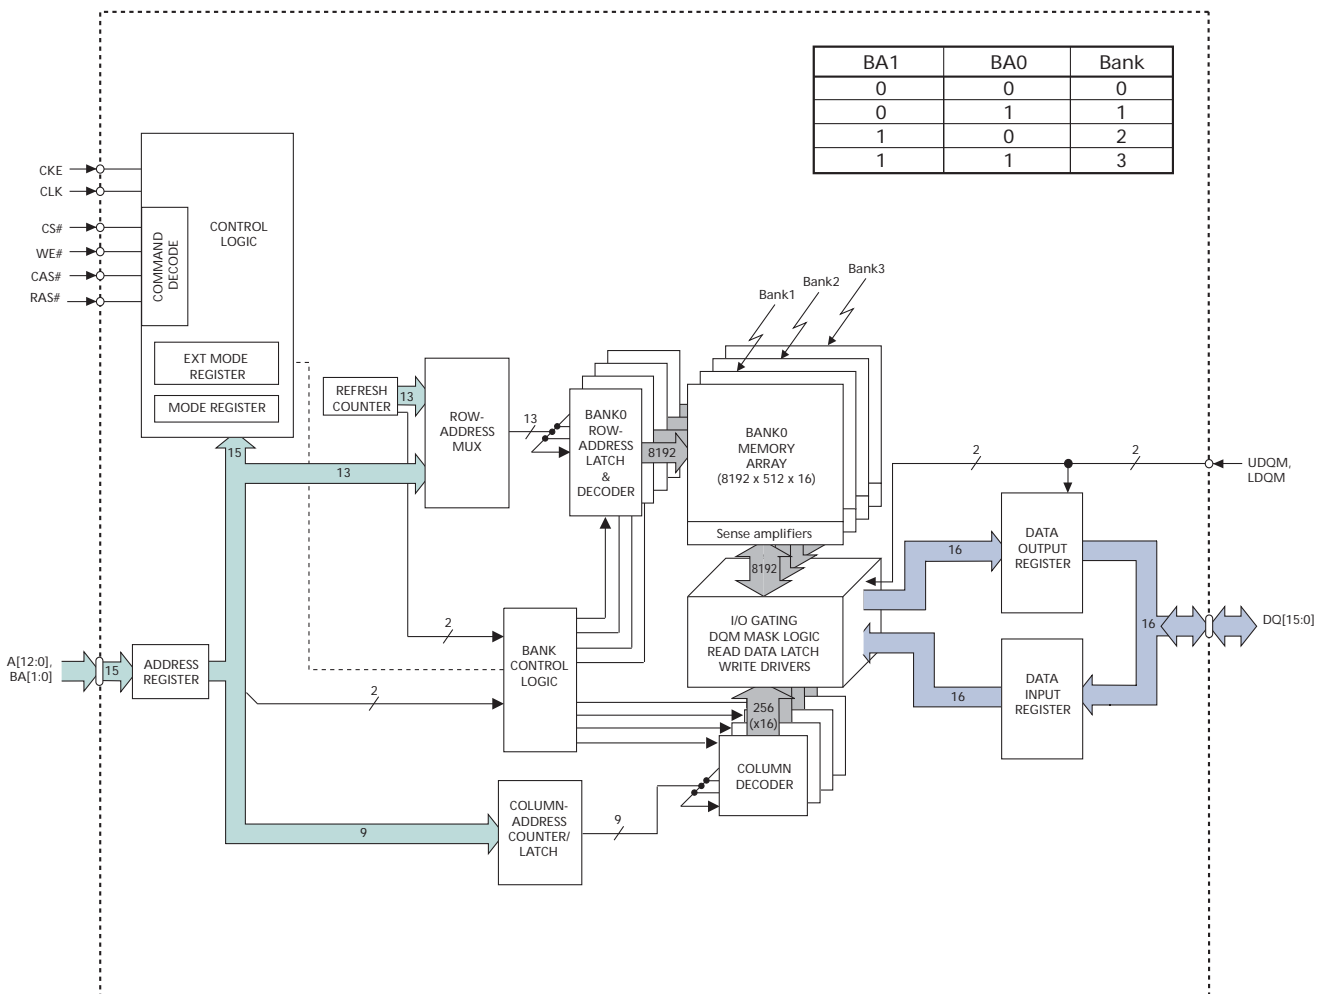 BA1 BA0 Bank
0 0 0
0 1 1
1 0 2
1 1 3
CKE
CLK
CS#
WE#
CAS#
RAS#
CONTROL
LOGIC
COMMAND
DECODE
EXT MODE
REGISTER
MODE REGISTER
15
13
REFRESH
COUNTER
13
ROW-
ADDRESS
MUX
13
BANK0
ROW-
ADDRESS
LATCH
&
DECODER
8192
Bank1
Bank2
Bank3
BANK0
MEMORY
ARRAY
(8192 x 512 x 16)
Sense amplifiers
8192
I/O GATING
DQM MASK LOGIC
READ DATA LATCH
WRITE DRIVERS
2
2
UDQM,
LDQM
16
DATA
OUTPUT
REGISTER
16
DQ[15:0]
16
DATA
INPUT
REGISTER
A[12:0],
BA[1:0]
15
ADDRESS
REGISTER
2
2
BANK
CONTROL
LOGIC
256
(x16)
COLUMN
DECODER
9
COLUMN-
ADDRESS
COUNTER/
LATCH
9